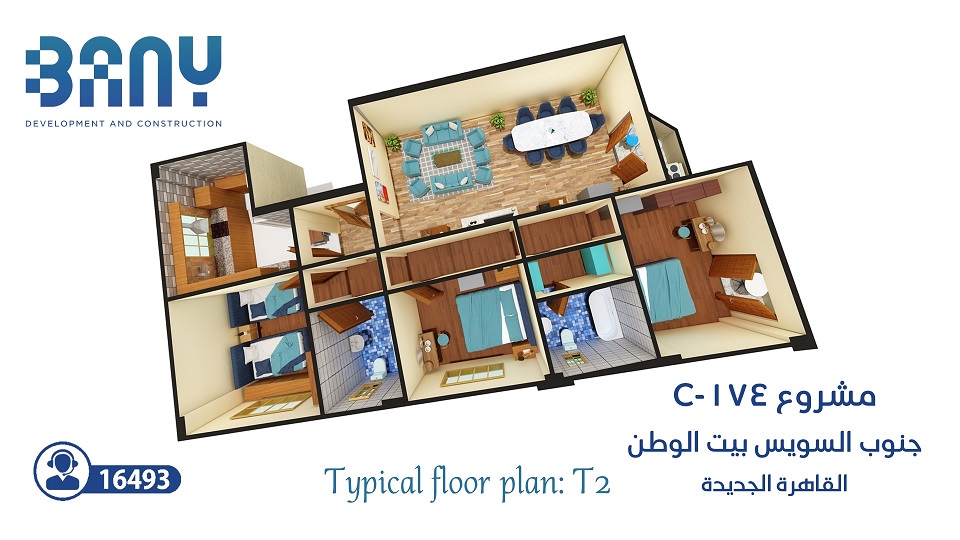 BANY
DEVELOPMENT AND CONSTRUCTION
مشروع C-١٧٤
جنوب السويس بيت الوطن
القاهرة الجديدة
Typical floor plan: T2
16493